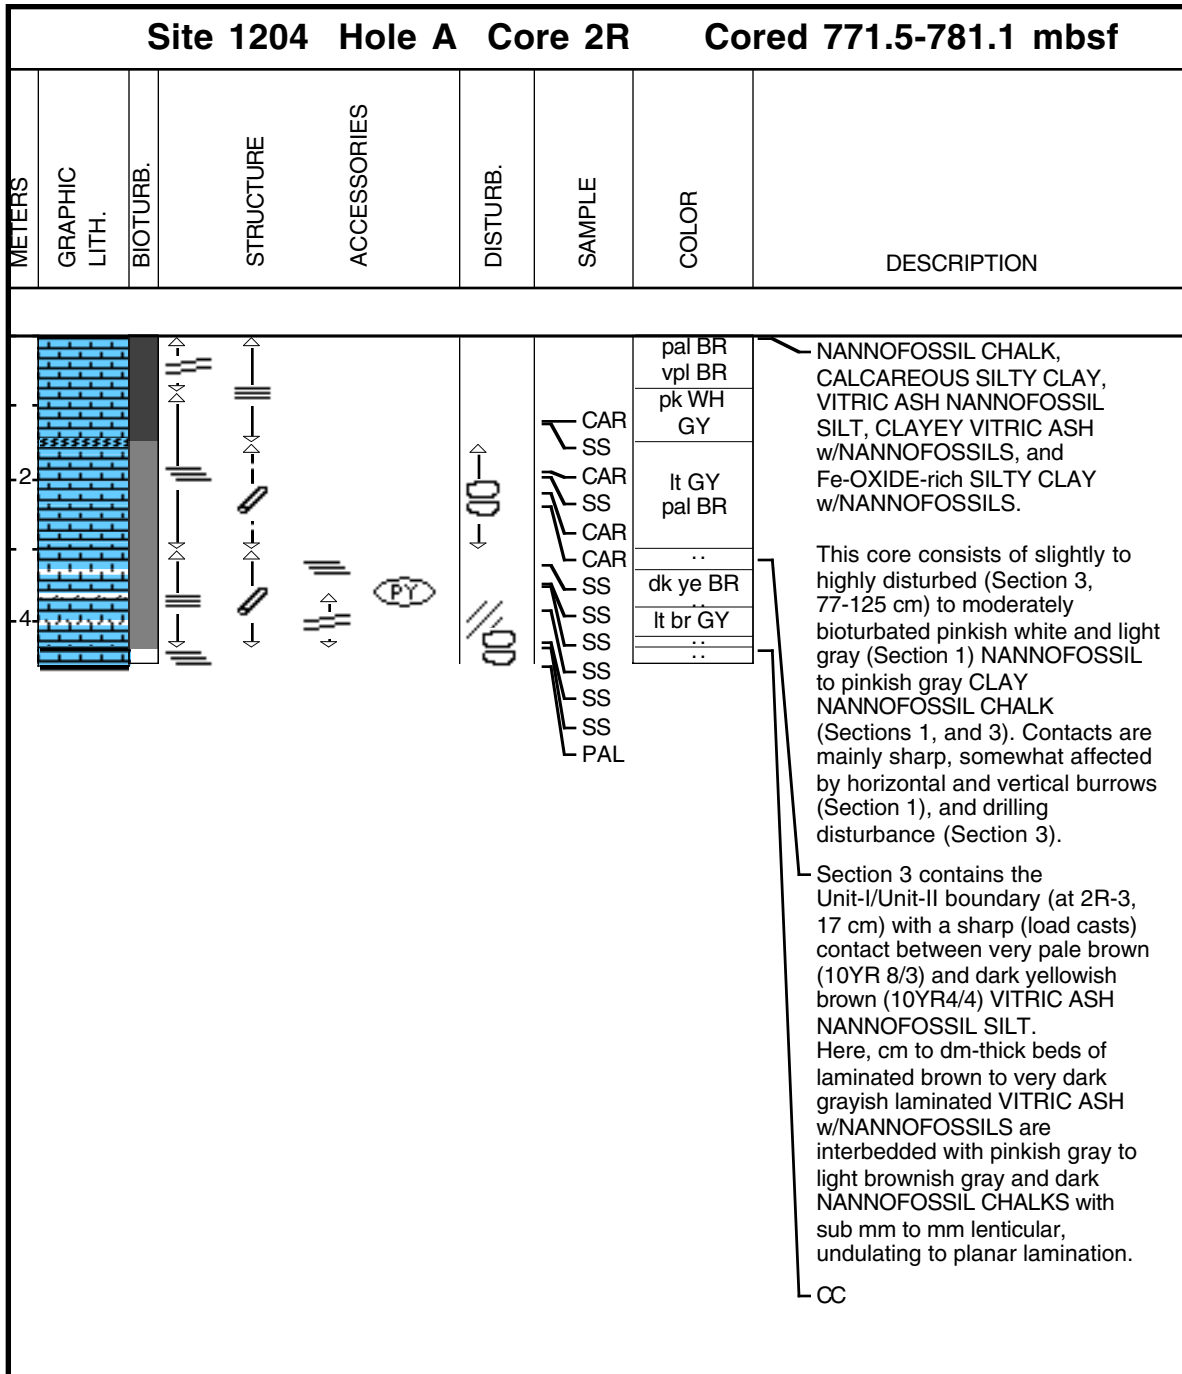 Site 1204 Hole A Core 2R Cored 771.5-781.1 mbsf
METERS
GRAPHIC
LITH.
BIOTURB.
STRUCTURE
ACCESSORIES
DISTURB.
SAMPLE
COLOR
DESCRIPTION
2
4
PY
CAR
SS
CAR
SS
CAR
CAR
SS
SS
SS
SS
SS
SS
PAL
pal BR
vpl BR
pk WH
GY
lt GY
pal BR
..
dk ye BR
..
lt br GY
..
..
NANNOFOSSIL CHALK,
CALCAREOUS SILTY CLAY,
VITRIC ASH NANNOFOSSIL
SILT, CLAYEY VITRIC ASH
w/NANNOFOSSILS, and
Fe-OXIDE-rich SILTY CLAY
w/NANNOFOSSILS.
This core consists of slightly to
highly disturbed (Section 3,
77-125 cm) to moderately
bioturbated pinkish white and light
gray (Section 1) NANNOFOSSIL
to pinkish gray CLAY
NANNOFOSSIL CHALK
(Sections 1, and 3). Contacts are
mainly sharp, somewhat affected
by horizontal and vertical burrows
(Section 1), and drilling
disturbance (Section 3).
Section 3 contains the
Unit-I/Unit-II boundary (at 2R-3,
17 cm) with a sharp (load casts)
contact between very pale brown
(10YR 8/3) and dark yellowish
brown (10YR4/4) VITRIC ASH
NANNOFOSSIL SILT.
Here, cm to dm-thick beds of
laminated brown to very dark
grayish laminated VITRIC ASH
w/NANNOFOSSILS are
interbedded with pinkish gray to
light brownish gray and dark
NANNOFOSSIL CHALKS with
sub mm to mm lenticular,
undulating to planar lamination.
CC